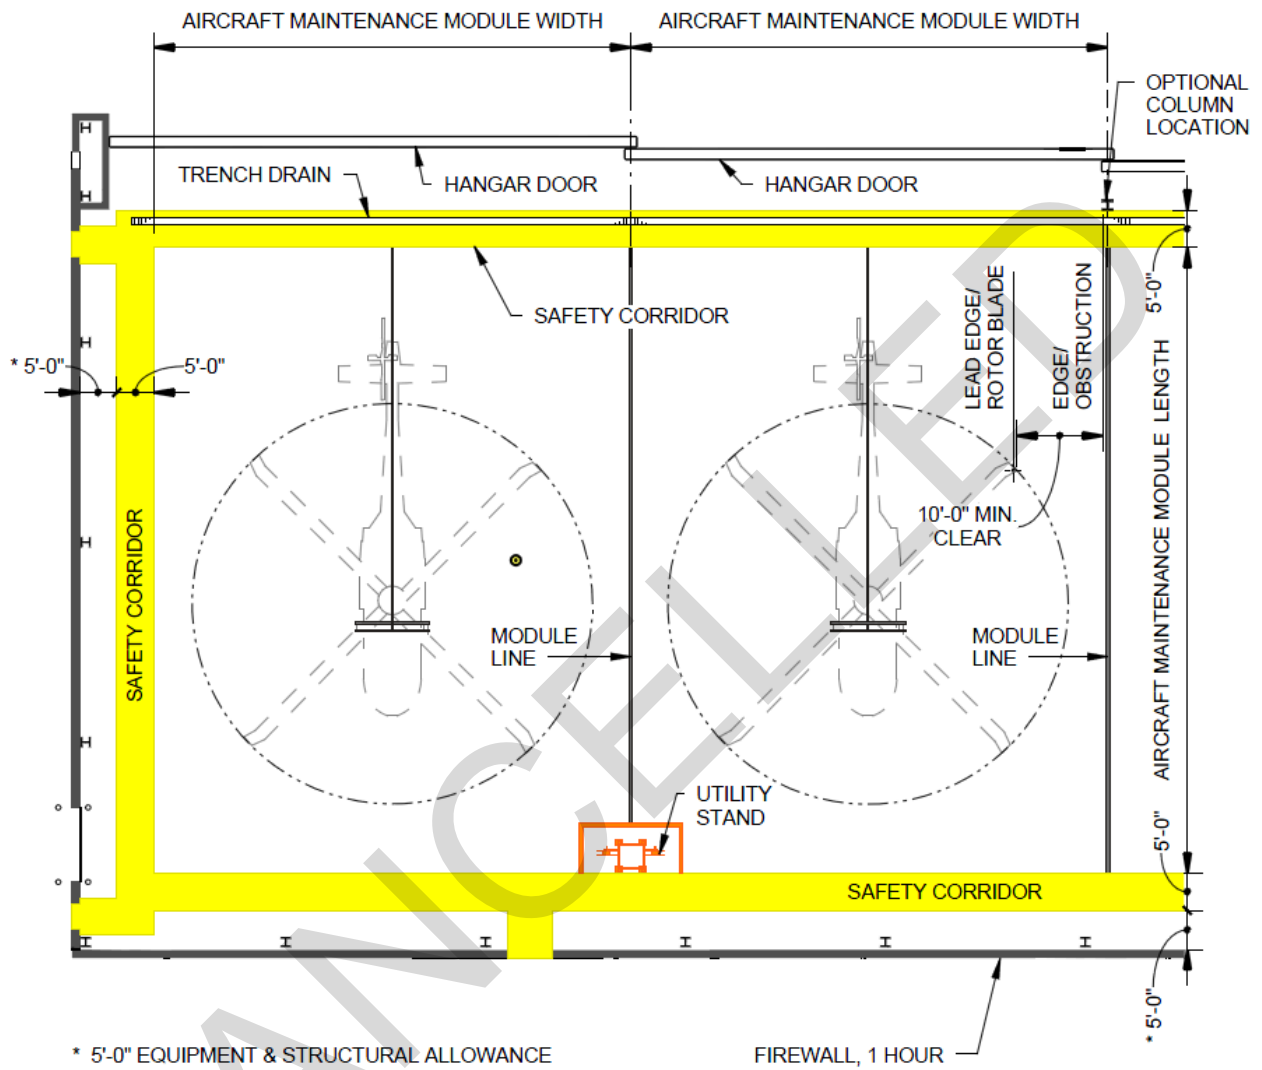 AIRCRAFT MAINTENANCE MODULE WIDTH
AIRCRAFT MAINTENANCE MODULE WIDTH
OPTIONAL
COLUMN
LOCATION
TRENCH DRAIN
HANGAR DOOR
HANGAR DOOR
SAFETY CORRIDOR
LEAD EDGE/
ROTOR BLADE
EDGE/
OBSTRUCTION
5'-0"
* 5'-0"
5'-0"
10'-0" MIN.
CLEAR
AIRCRAFT MAINTENANCE MODULE LENGTH
SAFETY CORRIDOR
MODULE
LINE
MODULE
LINE
UTILITY
STAND
5'-0"
SAFETY CORRIDOR
* 5'-0"
* 5'-0" EQUIPMENT & STRUCTURAL ALLOWANCE
FIREWALL, 1 HOUR
ANCELLED